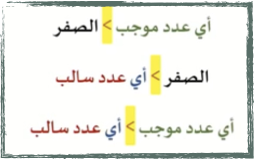 أي عدد موجب > الصفر
الصفر > أي عدد سالب
أي عدد موجب > أي عدد سالب